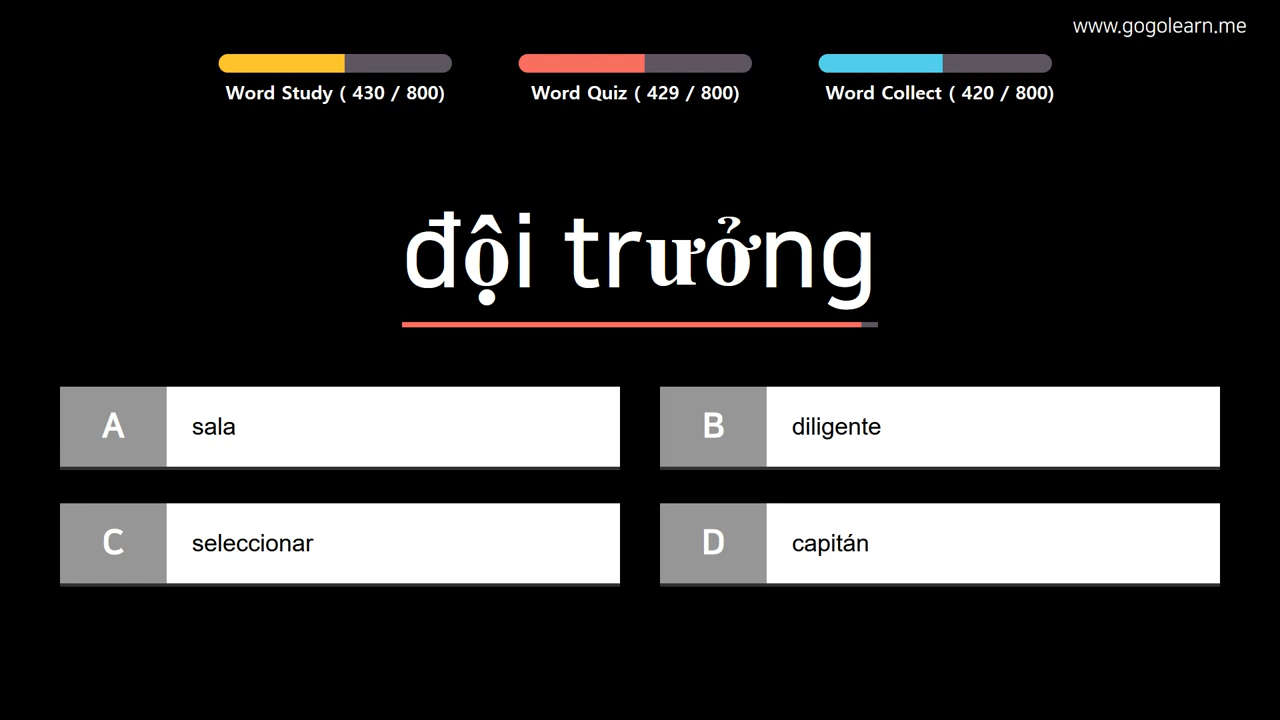 www.gogolearn.me
Word Study ( 430 / 800)
Word Quiz ( 429 / 800)
Word Collect ( 420 / 800)
đội trưởng
A sala
B diligente
C seleccionar
D capitán